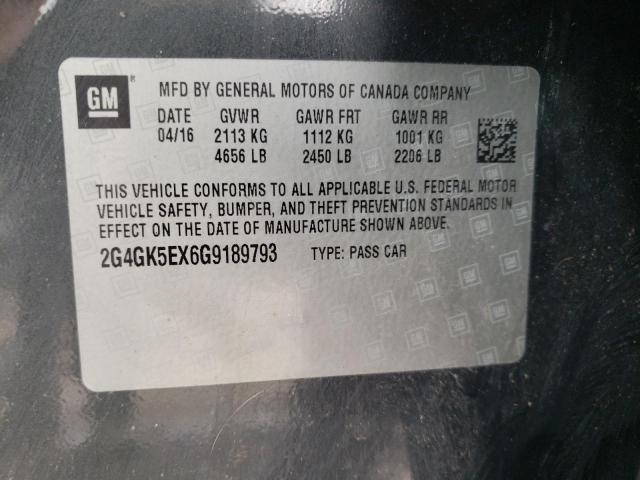 GM ® MFD BY GENERAL MOTORS OF CANADA COMPANY
DATE GVWR GAWR FRT GAWR RR
04/16 2113 KG 1112 KG 1001 KG
4656 LB 2450 LB 2206 LB
THIS VEHICLE CONFORMS TO ALL APPLICABLE U.S. FEDERAL MOTOR
VEHICLE SAFETY, BUMPER, AND THEFT PREVENTION STANDARDS IN
EFFECT ON THE DATE OF MANUFACTURE SHOWN ABOVE.
2G4GK5EX6G9189793 TYPE: PASS CAR